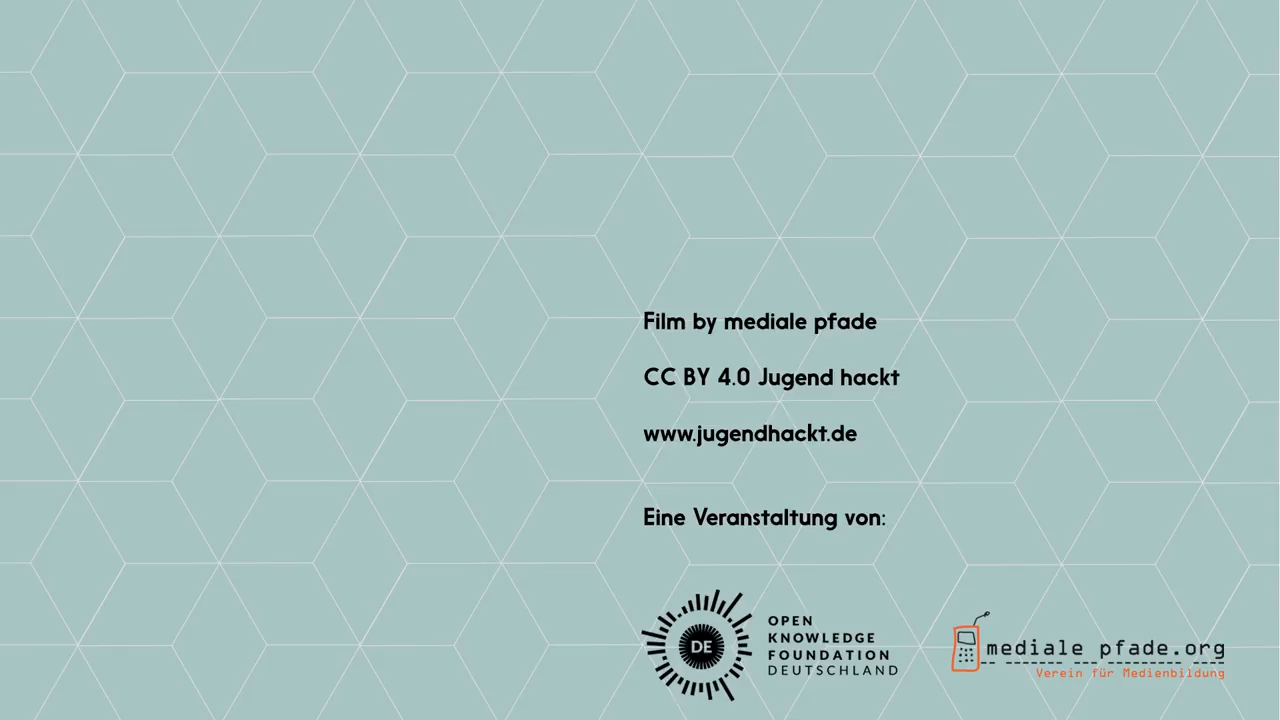 Film by mediale pfade
CC BY 4.0 Jugend hackt
www.jugendhackt.de
Eine Veranstaltung von:
DE
OPEN
KNOWLEDGE
FOUNDATION
DEUTSCHLAND
mediale pfade.org
Verein für Medienbildung